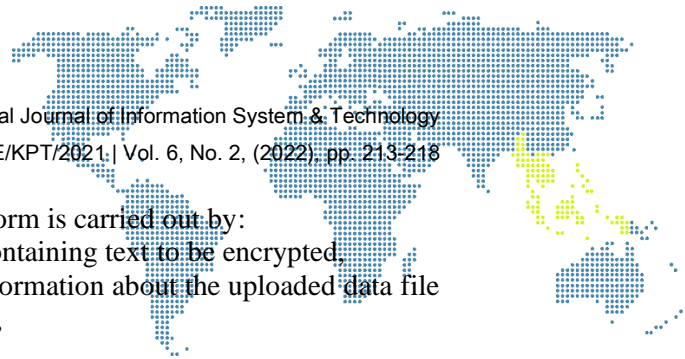 al Journal of Information System & Technology
E/KPT/2021 | Vol. 6, No. 2, (2022), pp. 213-218
orm is carried out by:
ontaining text to be encrypted,
formation about the uploaded data file